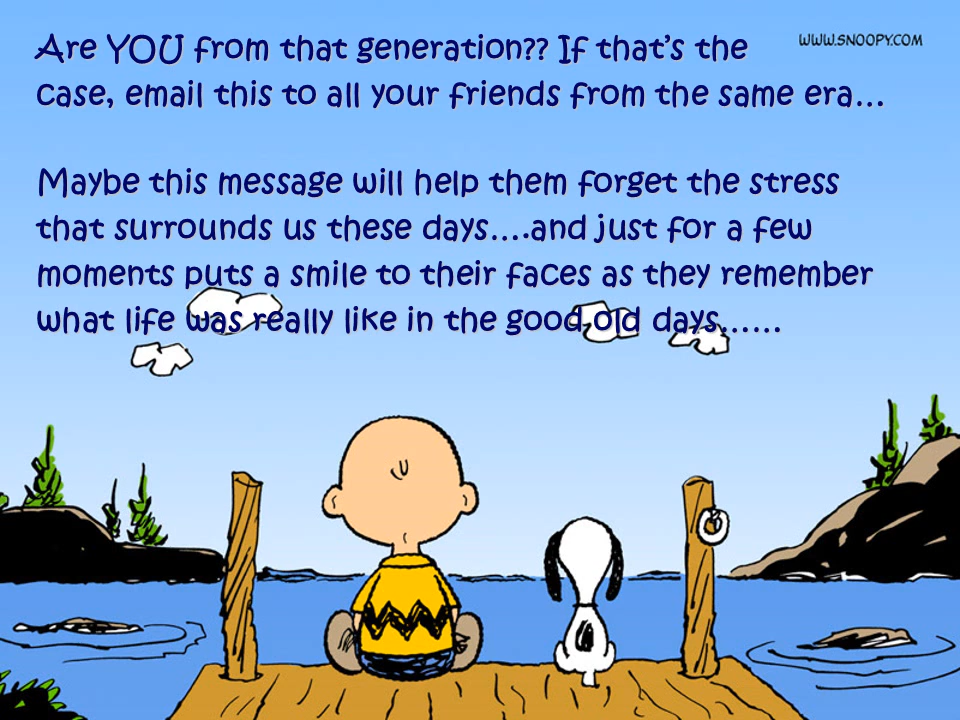 Are YOU from that generation?? If that's the
WWW.SNOOPY.COM
case, email this to all your friends from the same era...
Maybe this message will help them forget the stress
that surrounds us these days....and just for a few
moments puts a smile to their faces as they remember
what life was really like in the good old days......